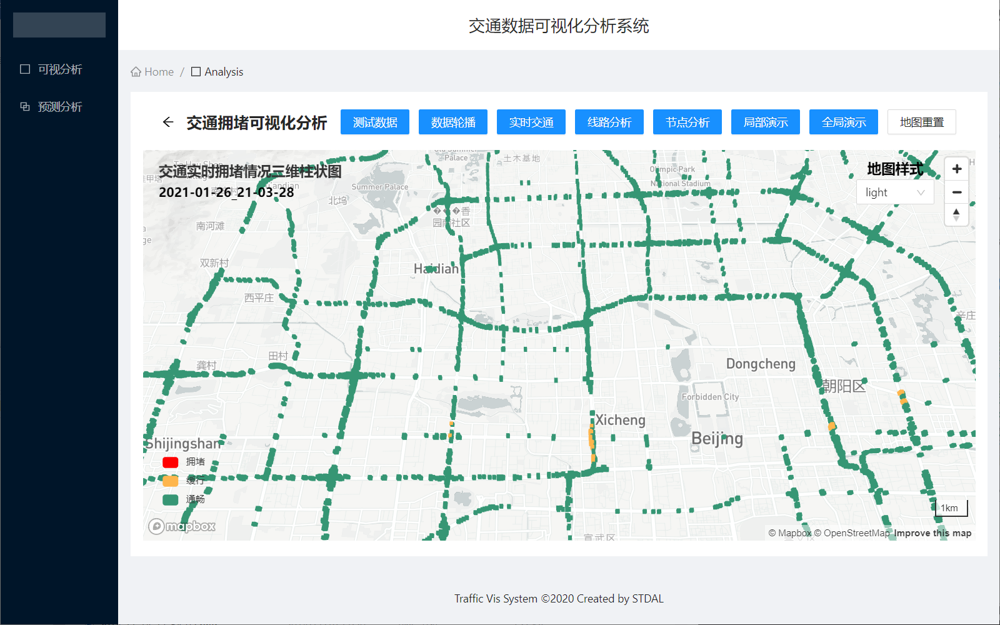 交通数据可视化分析系统
可视分析
预测分析
Home / Analysis
交通拥堵可视化分析
测试数据
数据轮播
实时交通
线路分析
节点分析
局部演示
全局演示
地图重置
交通实时拥堵情况三维柱状图
2021-01-26_21-03-28
地图样式
light
Palace
土木基地
Olympic Park
National Stadium
Summer Palace
北坞
香
园南社区
南河滩
双新村
西平庄
Haidian
辛庄
田村
龚村
Dongcheng
朝阳区
Forbidden City
Xicheng
Beijing
Shijingshan
拥堵
缓行
通畅
mapbox
宣武区
1km
© Mapbox © OpenStreetMap Improve this map
Traffic Vis System ©2020 Created by STDAL